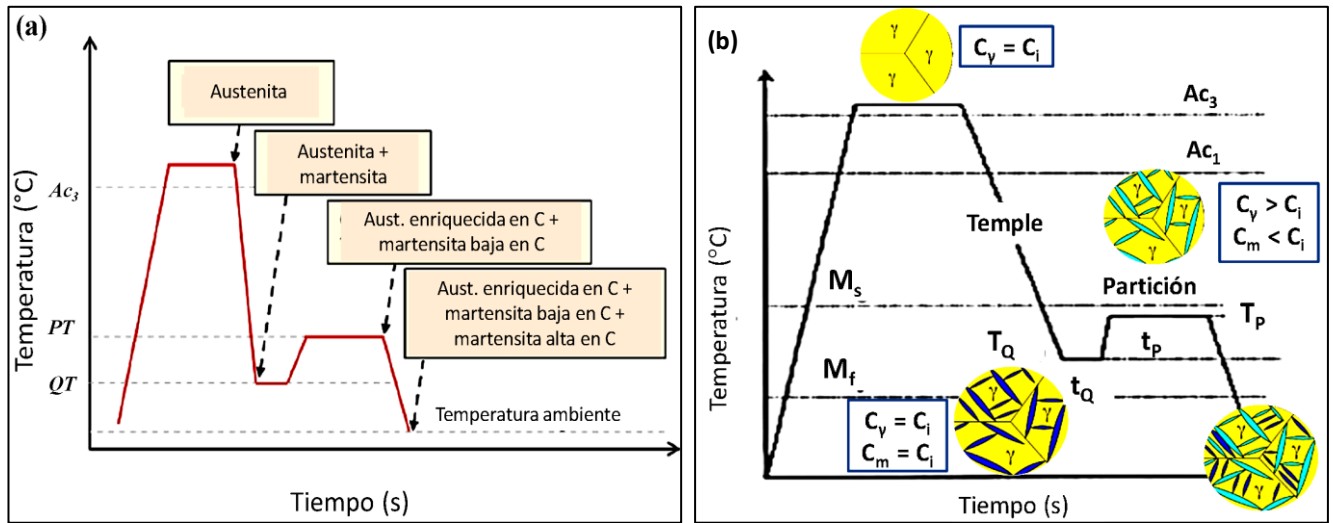 (a)
Austenita
Austenita +
martensita
Ac₃
Aust. enriquecida en C +
martensita baja en C
Aust. enriquecida en C +
martensita baja en C +
martensita alta en C
PT
QT
Temperatura ambiente
Temperatura (°C)
Tiempo (s)
(b)
γ
γ
γ
Cγ = Ci
Ac₃
Ac₁
γ
γ
γ
Cγ > Ci
Cm < Ci
Temple
Ms
Partición
TP
TQ
tP
Mf
tQ
γ
γ
γ
Cγ = Ci
Cm = Ci
γ
γ
γ
Temperatura (°C)
Tiempo (s)